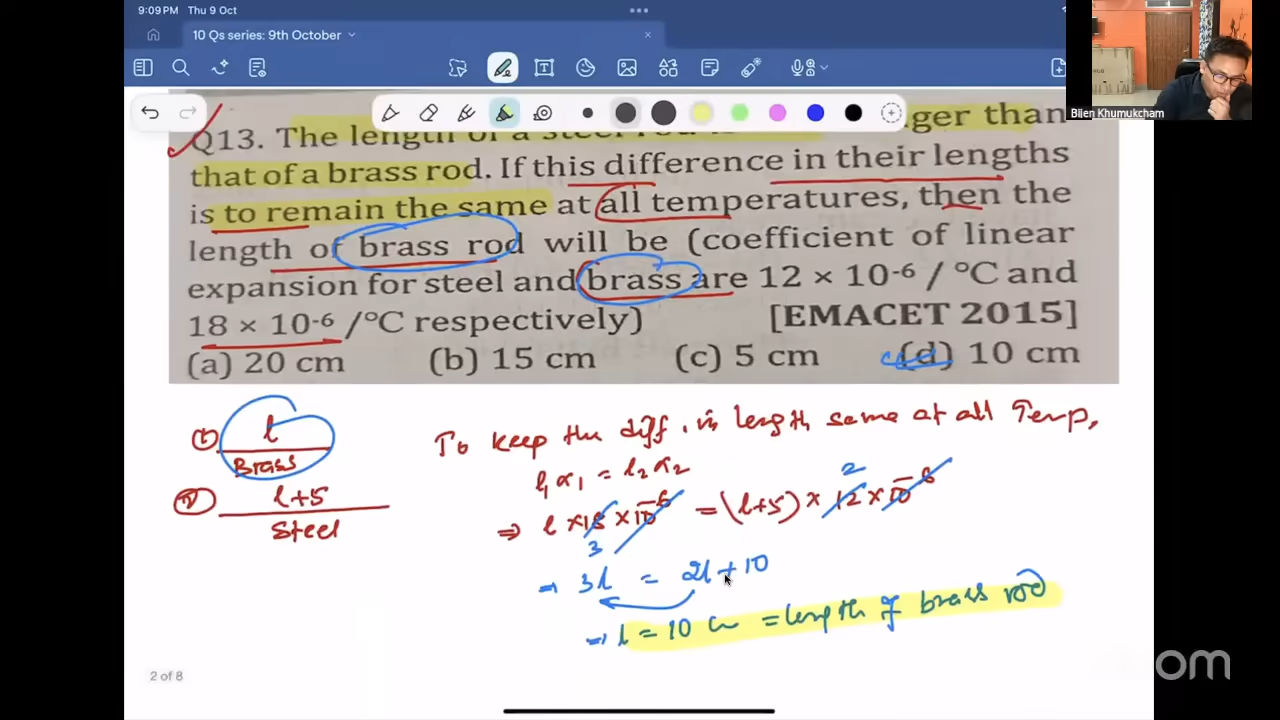 9:09 PM Thu 9 Oct
10 Qs series: 9th October
Bijen Khumukcham
Q13. The length of a steel rod is ger than
that of a brass rod. If this difference in their lengths
is to remain the same at all temperatures, then the
length of brass rod will be (coefficient of linear
expansion for steel and brass are 12 × 10-6 / °C and
18 × 10-6 /°C respectively) [EMACET 2015]
(a) 20 cm (b) 15 cm (c) 5 cm (d) 10 cm
l
Brass
l+5
Steel
To keep the diff. in length same at all Temp,
l₁α₁ = l₂α₂
2
⇒ l × 18 × 10⁻⁶ = (l+5) × 12 × 10⁻⁶
3
⇒ 3l = 2l + 10
⇒ l = 10 cm = length of brass rod
2 of 8
om